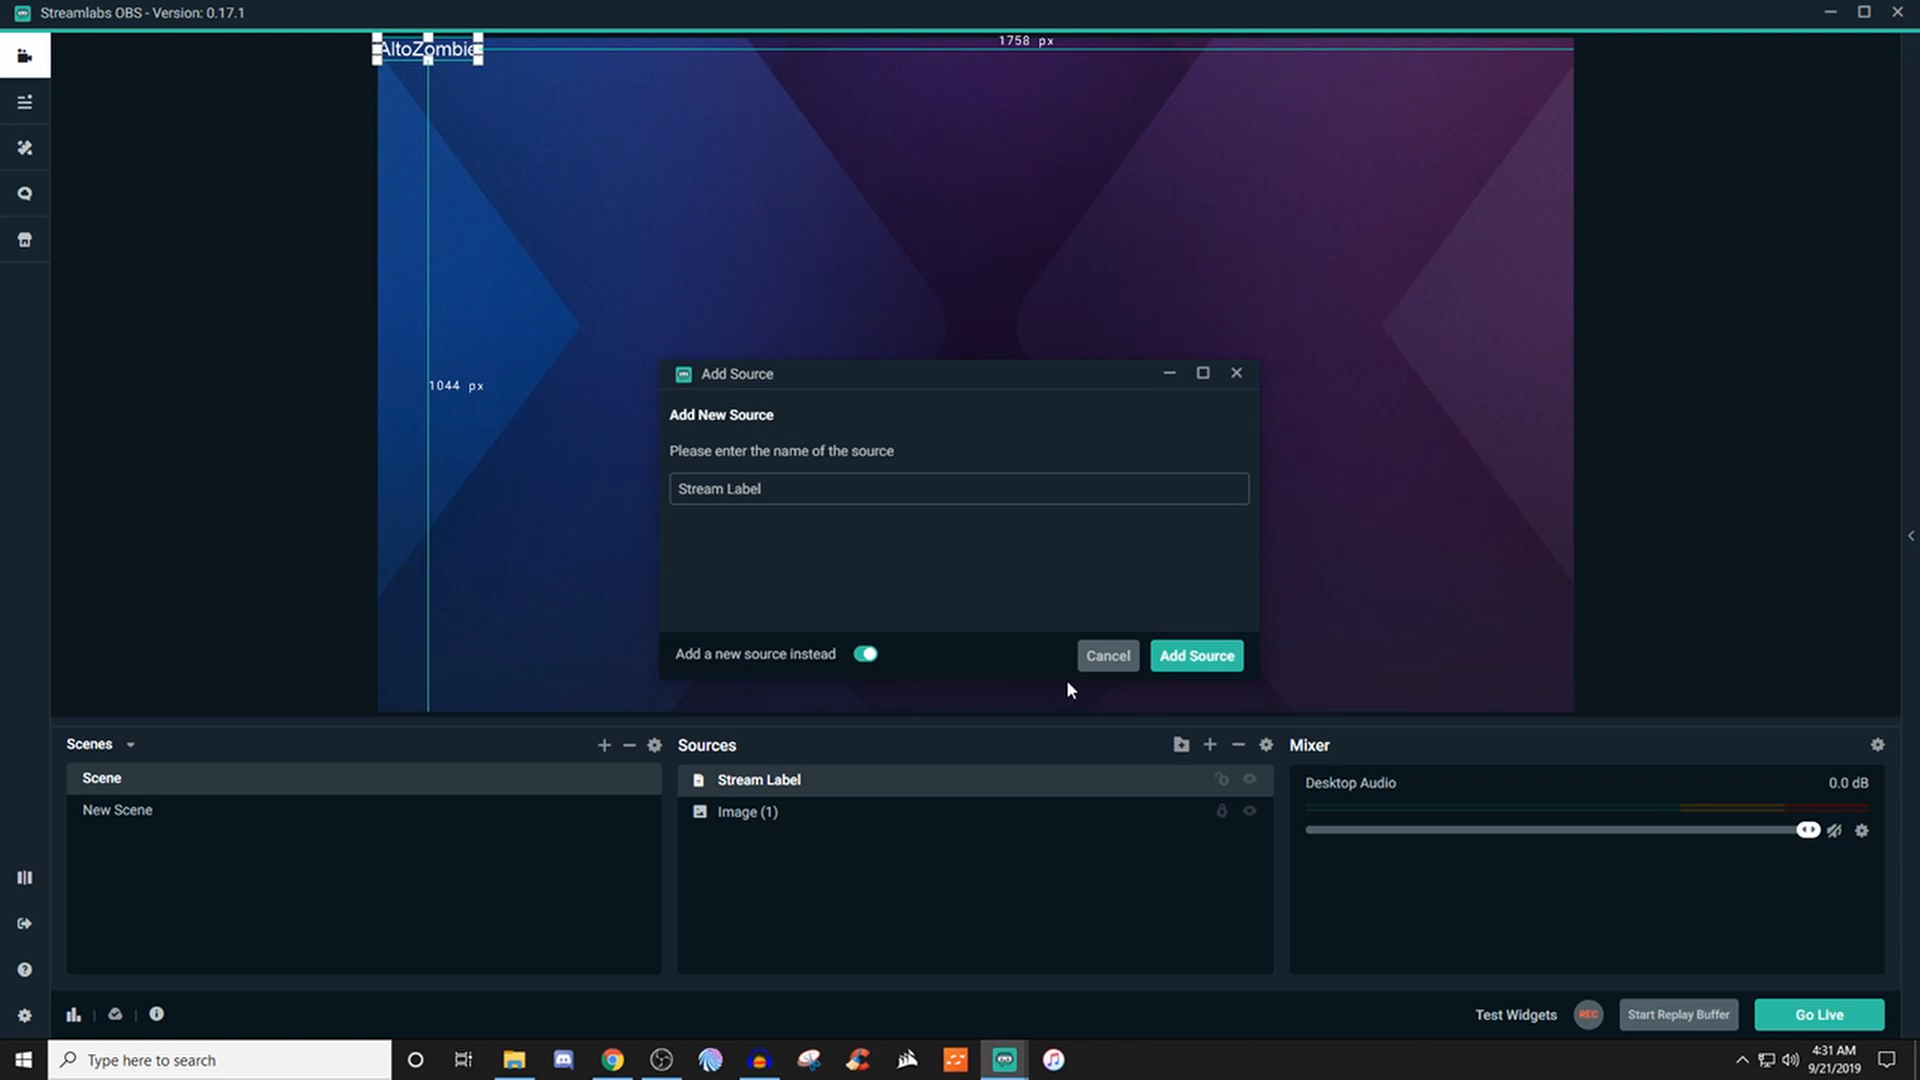 Streamlabs OBS - Version: 0.17.1
AltoZombie
1758 px
1044 px
Add Source
Add New Source
Please enter the name of the source
Stream Label
Add a new source instead
Cancel
Add Source
Scenes
Scene
New Scene
Sources
Stream Label
Image (1)
Mixer
Desktop Audio
0.0 dB
Test Widgets
REC
Start Replay Buffer
Go Live
Type here to search
4:31 AM
9/21/2019